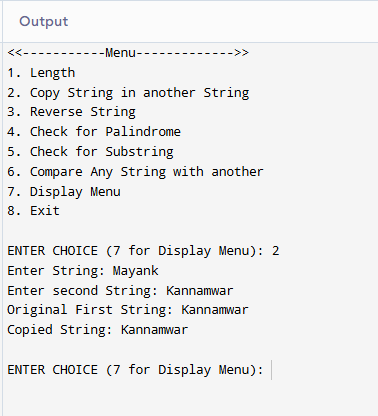 Output
<<-----------Menu------------->>
1. Length
2. Copy String in another String
3. Reverse String
4. Check for Palindrome
5. Check for Substring
6. Compare Any String with another
7. Display Menu
8. Exit
ENTER CHOICE (7 for Display Menu): 2
Enter String: Mayank
Enter second String: Kannamwar
Original First String: Kannamwar
Copied String: Kannamwar
ENTER CHOICE (7 for Display Menu):